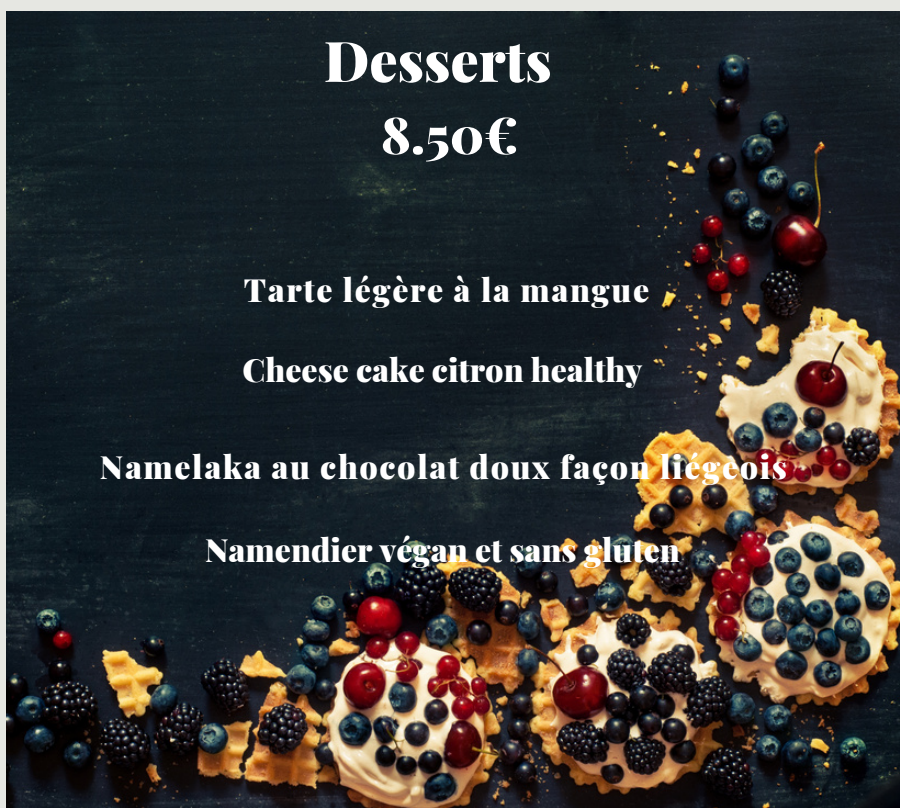 Desserts
8.50€
Tarte légère à la mangue
Cheese cake citron healthy
Namelaka au chocolat doux façon liégeois
Namendier végan et sans gluten